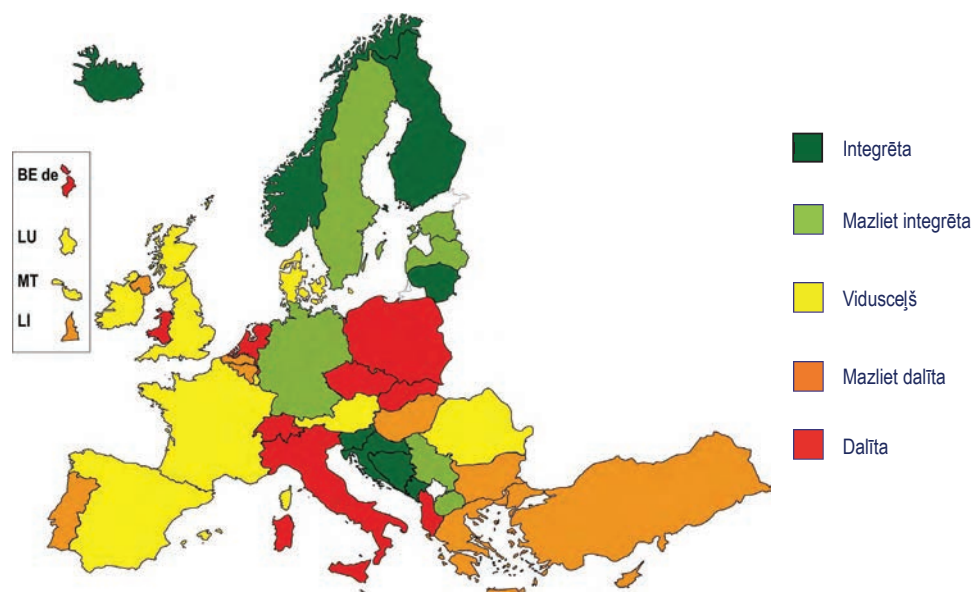 BE de
LU
MT
LI
Integrēta
Mazliet integrēta
Vidusceļš
Mazliet dalīta
Dalīta